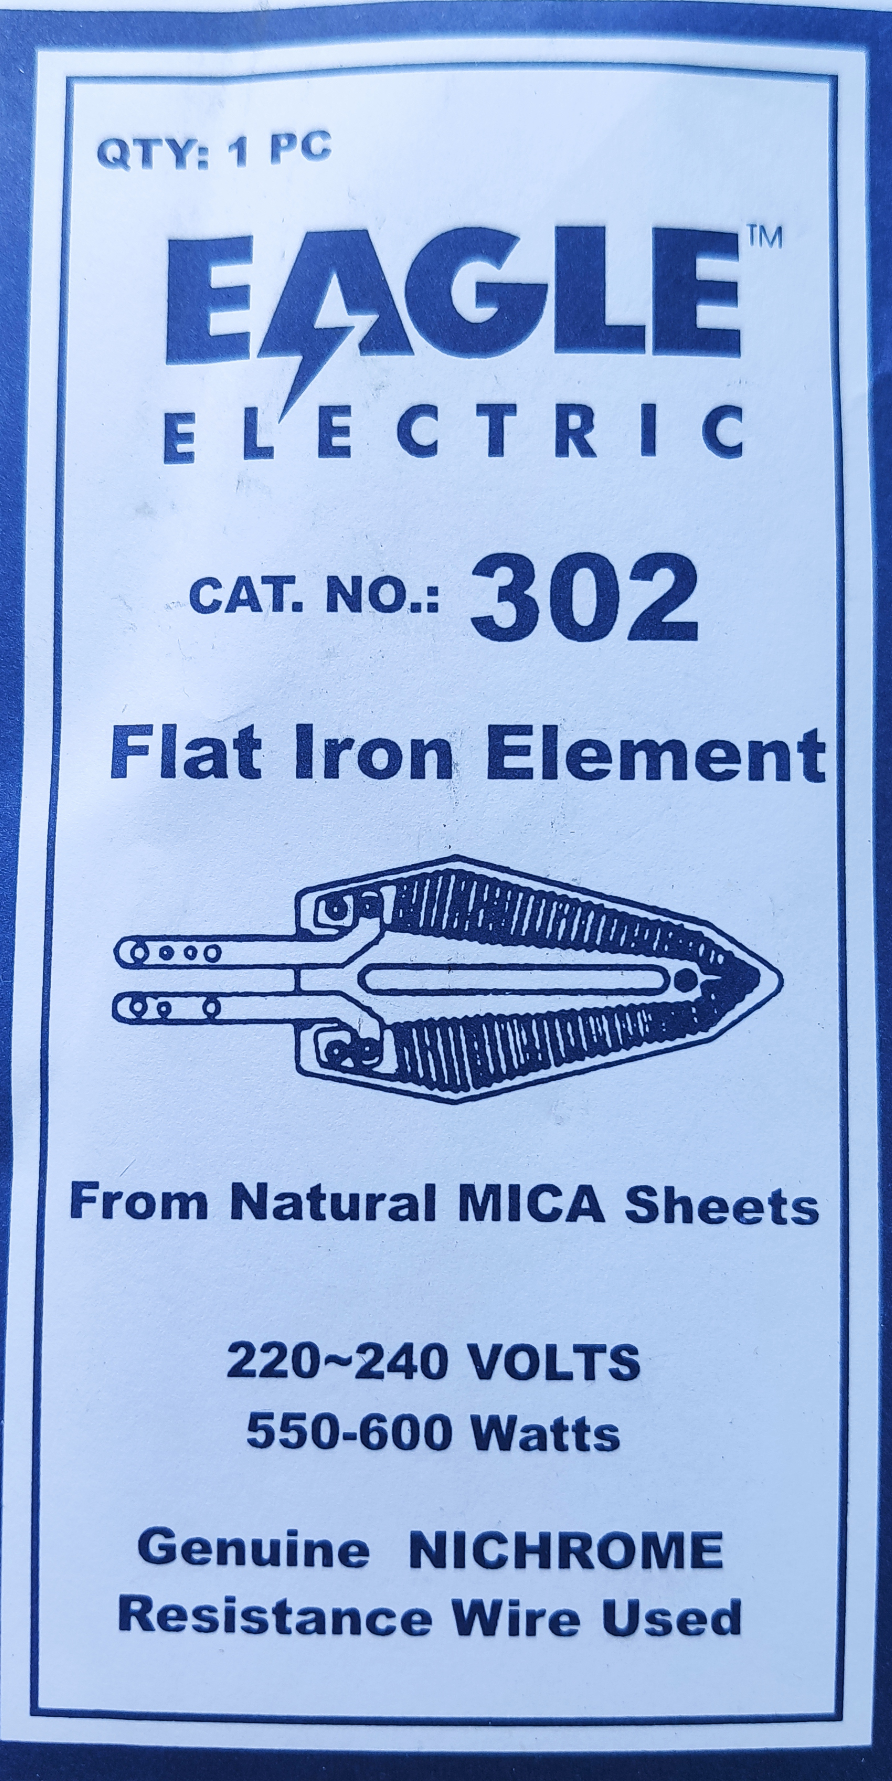 QTY: 1 PC
EAGLE™
ELECTRIC
CAT. NO.: 302
Flat Iron Element
From Natural MICA Sheets
220~240 VOLTS
550-600 Watts
Genuine NICHROME
Resistance Wire Used